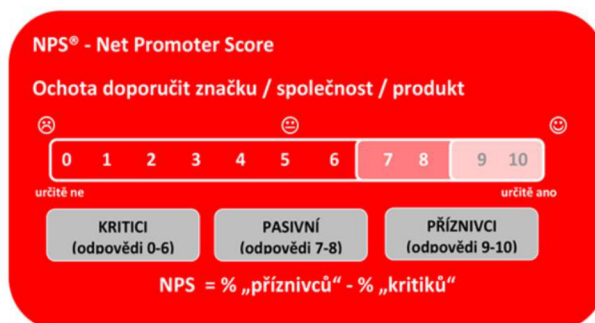 NPS® - Net Promoter Score
Ochota doporučit značku / společnost / produkt
0 1 2 3 4 5 6 7 8 9 10
určitě ne určitě ano
KRITICI PASIVNÍ PŘÍZNIVCI
(odpovědi 0-6) (odpovědi 7-8) (odpovědi 9-10)
NPS = % „příznivců“ - % „kritiků“